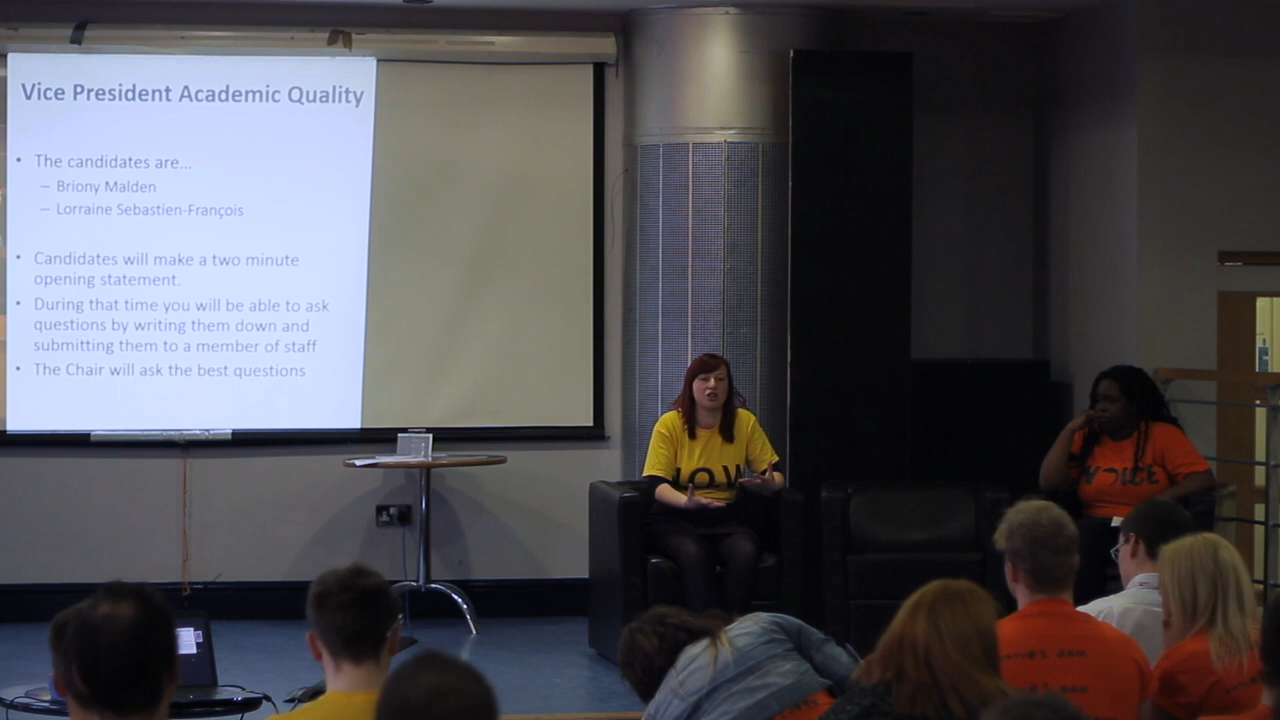 Vice President Academic Quality
• The candidates are...
– Briony Malden
– Lorraine Sebastien-François
• Candidates will make a two minute
opening statement.
• During that time you will be able to ask
questions by writing them down and
submitting them to a member of staff
• The Chair will ask the best questions
VOICE